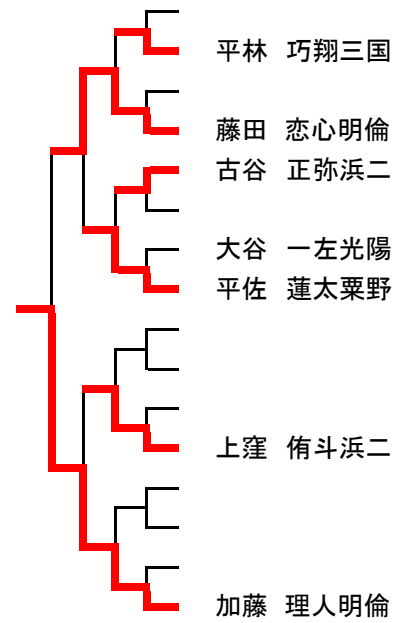 平林 巧翔三国
藤田 恋心明倫
古谷 正弥浜二
大谷 一左光陽
平佐 蓮太粟野
上窪 侑斗浜二
加藤 理人明倫